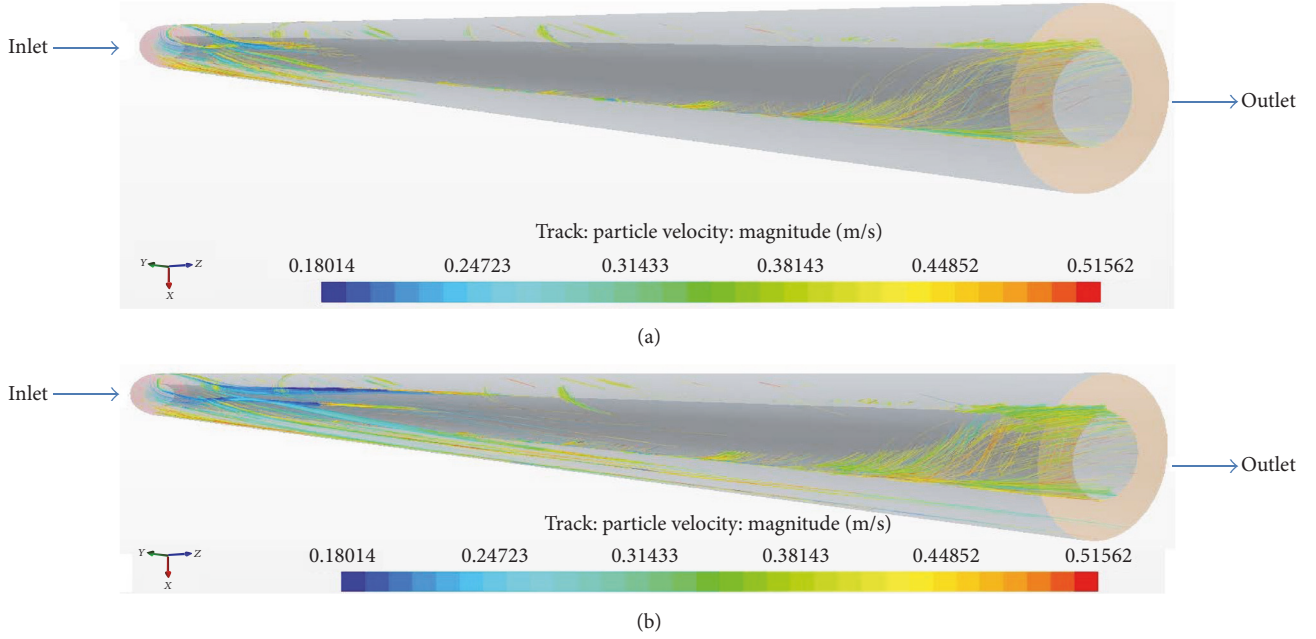 Inlet
Outlet
Track: particle velocity: magnitude (m/s)
0.18014 0.24723 0.31433 0.38143 0.44852 0.51562
Y Z
X
(a)
Inlet
Outlet
Track: particle velocity: magnitude (m/s)
0.18014 0.24723 0.31433 0.38143 0.44852 0.51562
Y Z
X
(b)